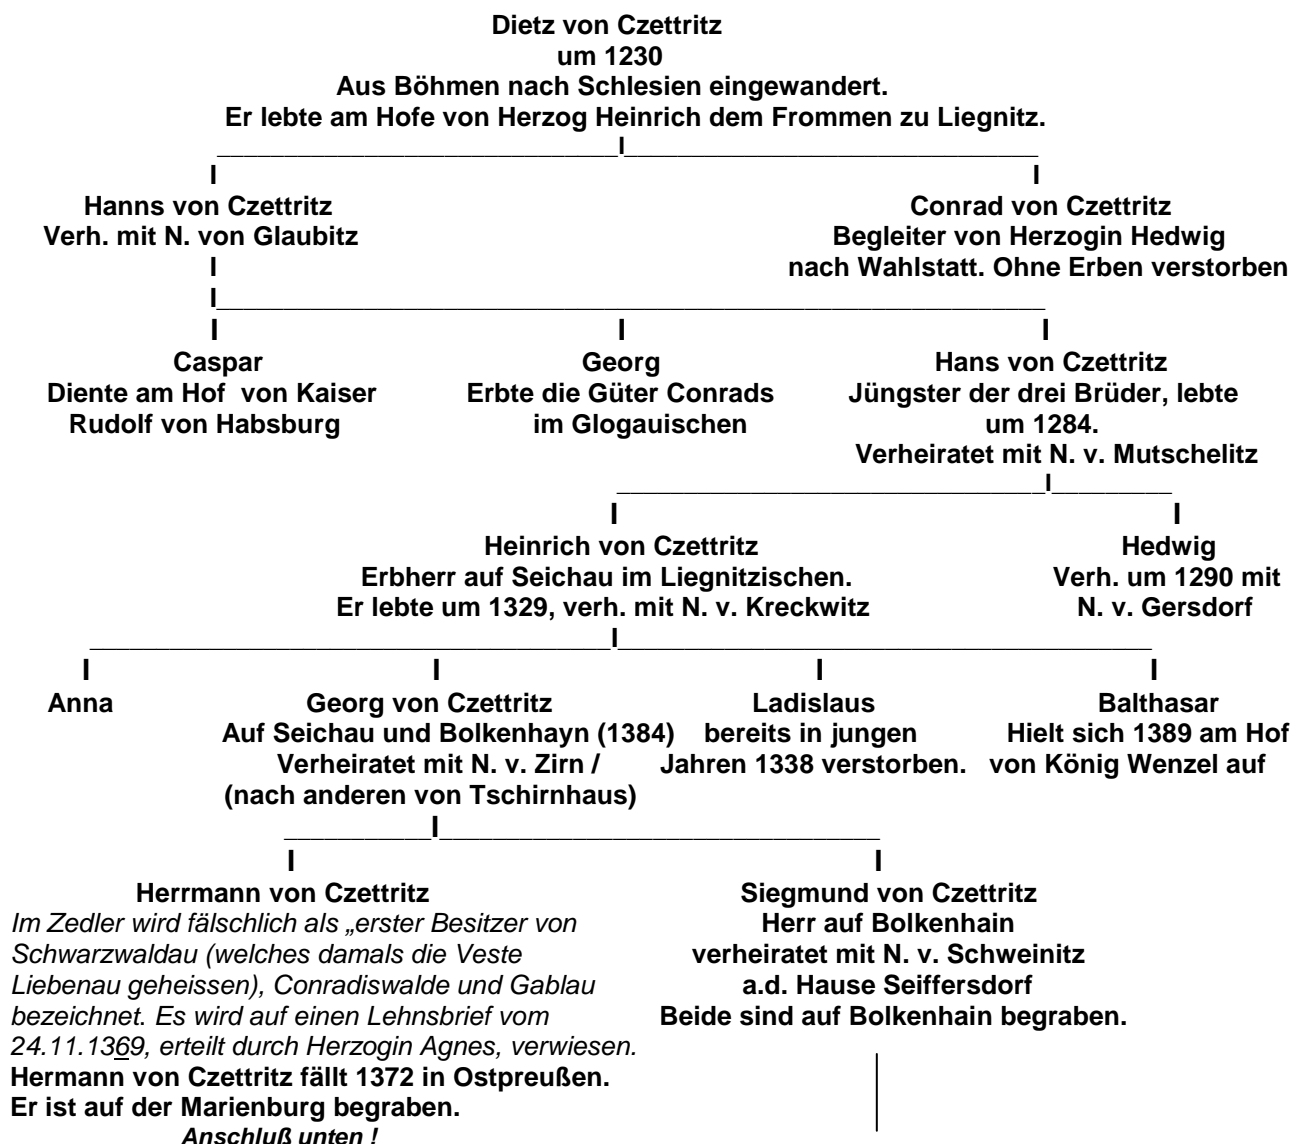 Dietz von Czettritz
um 1230
Aus Böhmen nach Schlesien eingewandert.
Er lebte am Hofe von Herzog Heinrich dem Frommen zu Liegnitz.
Hanns von Czettritz
Verh. mit N. von Glaubitz
Conrad von Czettritz
Begleiter von Herzogin Hedwig
nach Wahlstatt. Ohne Erben verstorben
Caspar
Diente am Hof von Kaiser
Rudolf von Habsburg
Georg
Erbte die Güter Conrads
im Glogauischen
Hans von Czettritz
Jüngster der drei Brüder, lebte
um 1284.
Verheiratet mit N. v. Mutschelitz
Heinrich von Czettritz
Erbherr auf Seichau im Liegnitzischen.
Er lebte um 1329, verh. mit N. v. Kreckwitz
Hedwig
Verh. um 1290 mit
N. v. Gersdorf
Anna
Georg von Czettritz
Auf Seichau und Bolkenhayn (1384)
Verheiratet mit N. v. Zirn /
(nach anderen von Tschirnhaus)
Ladislaus
bereits in jungen
Jahren 1338 verstorben.
Balthasar
Hielt sich 1389 am Hof
von König Wenzel auf
Herrmann von Czettritz
Im Zedler wird fälschlich als „erster Besitzer von
Schwarzwaldau (welches damals die Veste
Liebenau geheissen), Conradiswalde und Gablau
bezeichnet. Es wird auf einen Lehnsbrief vom
24.11.1369, erteilt durch Herzogin Agnes, verwiesen.
Hermann von Czettritz fällt 1372 in Ostpreußen.
Er ist auf der Marienburg begraben.
Anschluß unten !
Siegmund von Czettritz
Herr auf Bolkenhain
verheiratet mit N. v. Schweinitz
a.d. Hause Seiffersdorf
Beide sind auf Bolkenhain begraben.